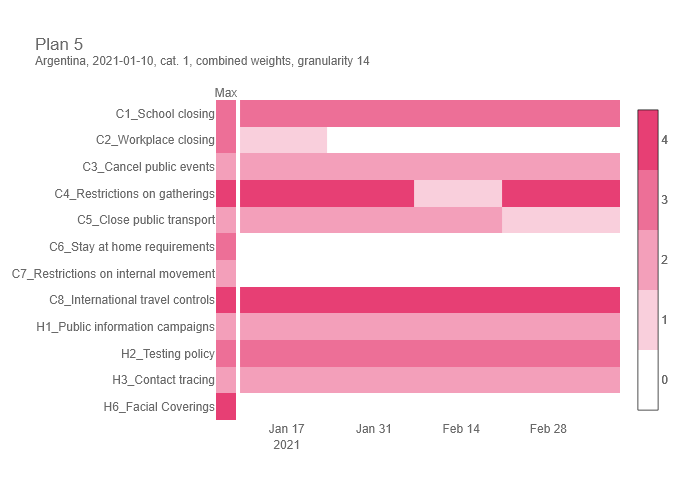 Plan 5
Argentina, 2021-01-10, cat. 1, combined weights, granularity 14
Max
C1_School closing
C2_Workplace closing
C3_Cancel public events
C4_Restrictions on gatherings
C5_Close public transport
C6_Stay at home requirements
C7_Restrictions on internal movement
C8_International travel controls
H1_Public information campaigns
H2_Testing policy
H3_Contact tracing
H6_Facial Coverings
Jan 17 Jan 31 Feb 14 Feb 28
2021
4
3
2
1
0